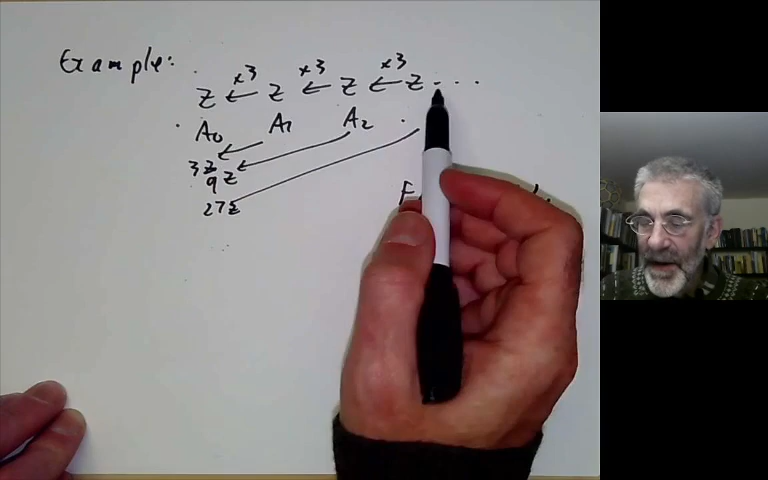 Example:
×3 ×3 ×3
Z ← Z ← Z ← Z . . .
A₀ A₁ A₂ .
3Z
9Z
27Z